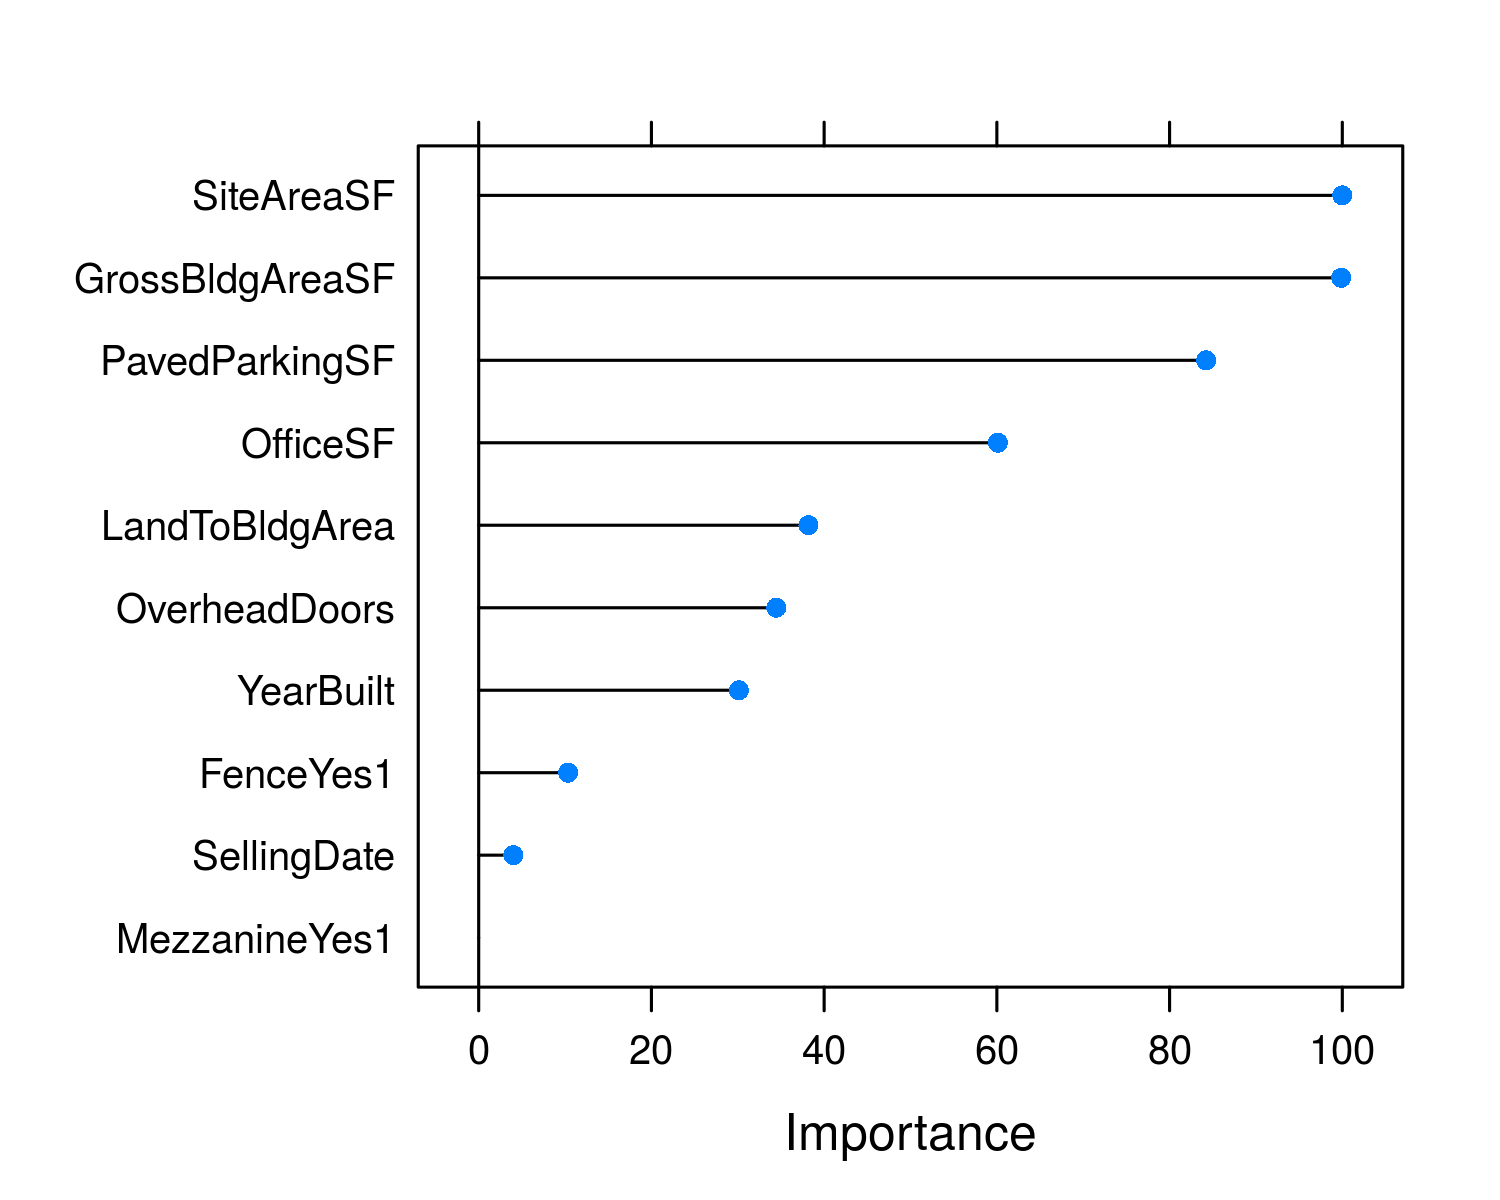 SiteAreaSF
GrossBldgAreaSF
PavedParkingSF
OfficeSF
LandToBldgArea
OverheadDoors
YearBuilt
FenceYes1
SellingDate
MezzanineYes1
0 20 40 60 80 100
Importance